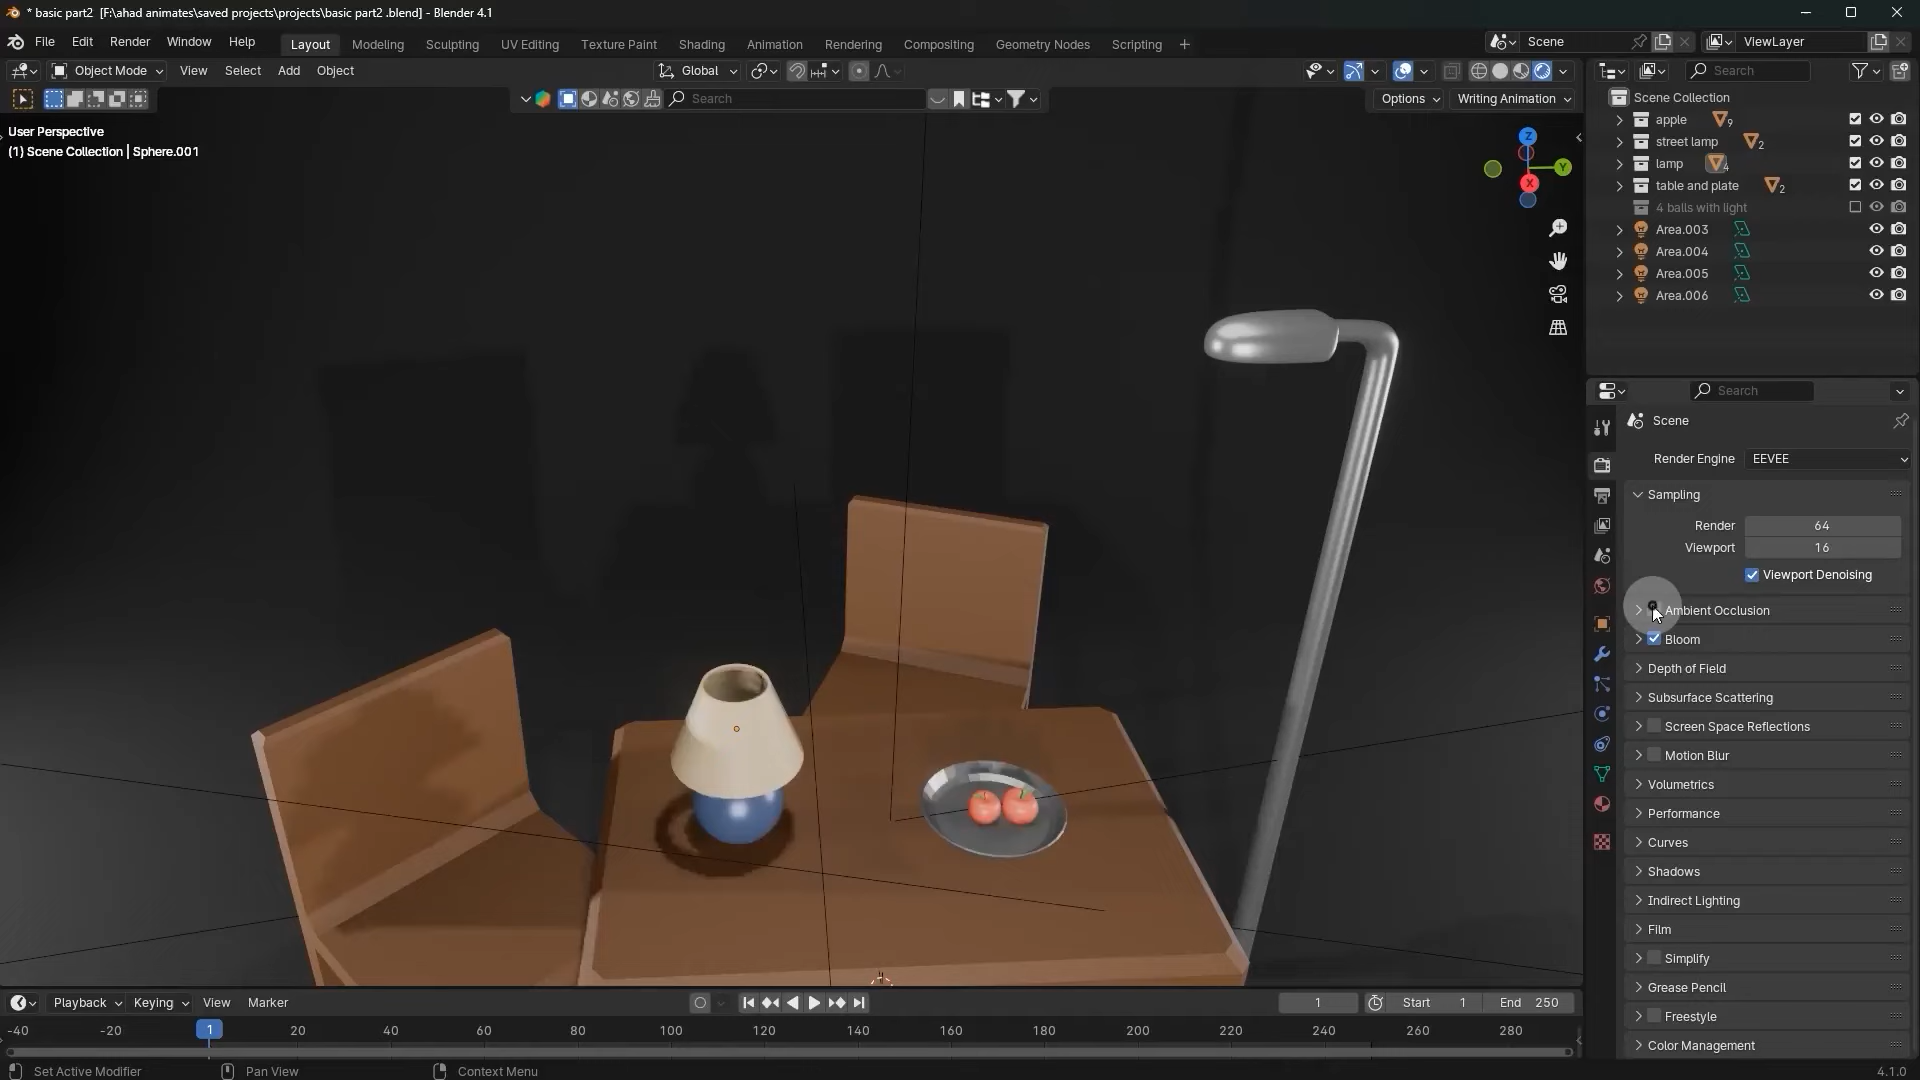 * basic part2 [F:\ahad animates\saved projects\projects\basic part2 .blend] - Blender 4.1
File Edit Render Window Help Layout Modeling Sculpting UV Editing Texture Paint Shading Animation Rendering Compositing Geometry Nodes Scripting + Scene ViewLayer
Object Mode View Select Add Object Global Search
Search Options Writing Animation
User Perspective
(1) Scene Collection | Sphere.001
Z
Y
X
Scene Collection
apple 9
street lamp 2
lamp 4
table and plate 2
4 balls with light
Area.003
Area.004
Area.005
Area.006
Search
Scene
Render Engine EEVEE
Sampling
Render 64
Viewport 16
Viewport Denoising
Ambient Occlusion
Bloom
Depth of Field
Subsurface Scattering
Screen Space Reflections
Motion Blur
Volumetrics
Performance
Curves
Shadows
Indirect Lighting
Film
Simplify
Grease Pencil
Freestyle
Color Management
Playback Keying View Marker 1 Start 1 End 250
-40 -20 1 20 40 60 80 100 120 140 160 180 200 220 240 260 280
Set Active Modifier Pan View Context Menu 4.1.0